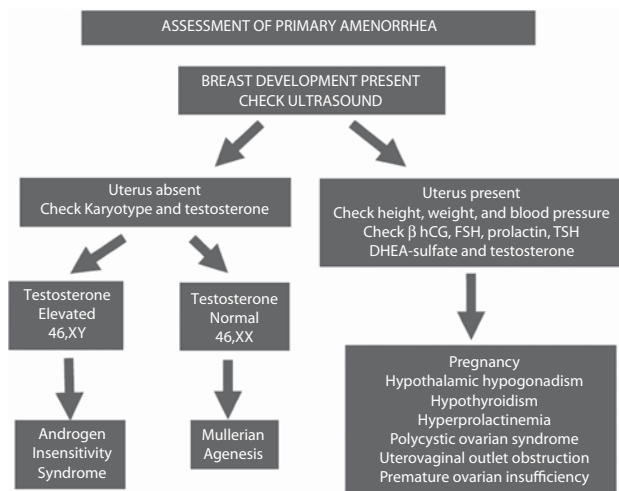 ASSESSMENT OF PRIMARY AMENORRHEA
BREAST DEVELOPMENT PRESENT
CHECK ULTRASOUND
Uterus absent
Check Karyotype and testosterone
Uterus present
Check height, weight, and blood pressure
Check β hCG, FSH, prolactin, TSH
DHEA-sulfate and testosterone
Testosterone
Elevated
46,XY
Testosterone
Normal
46,XX
Androgen
Insensitivity
Syndrome
Mullerian
Agenesis
Pregnancy
Hypothalamic hypogonadism
Hypothyroidism
Hyperprolactinemia
Polycystic ovarian syndrome
Uterovaginal outlet obstruction
Premature ovarian insufficiency